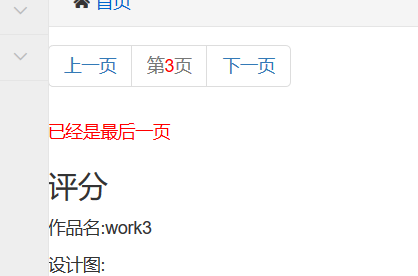 首页
上一页 第3页 下一页
已经是最后一页
评分
作品名:work3
设计图: